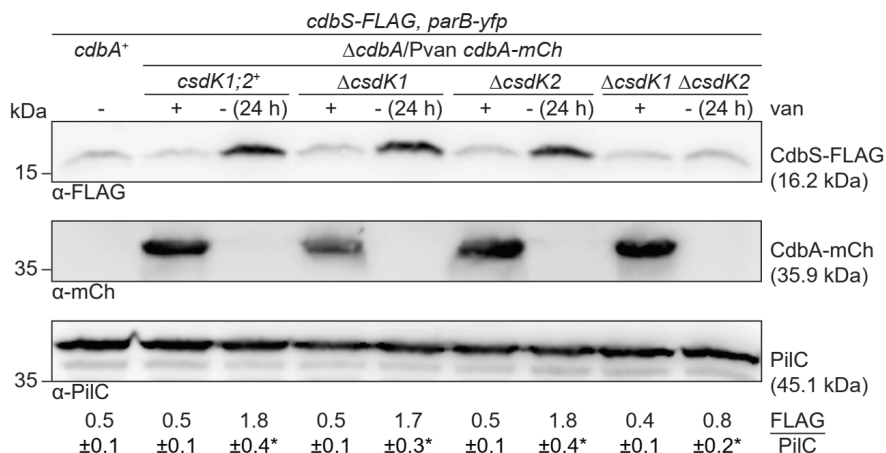 cdbS-FLAG, parB-yfp
cdbA⁺ ΔcdbA/Pvan cdbA-mCh
csdK1;2⁺ ΔcsdK1 ΔcsdK2 ΔcsdK1 ΔcsdK2
kDa - + - (24 h) + - (24 h) + - (24 h) + - (24 h) van
15 CdbS-FLAG
(16.2 kDa)
α-FLAG
35 CdbA-mCh
(35.9 kDa)
α-mCh
35 PilC
(45.1 kDa)
α-PilC
0.5 0.5 1.8 0.5 1.7 0.5 1.8 0.4 0.8 FLAG
±0.1 ±0.1 ±0.4* ±0.1 ±0.3* ±0.1 ±0.4* ±0.1 ±0.2* PilC